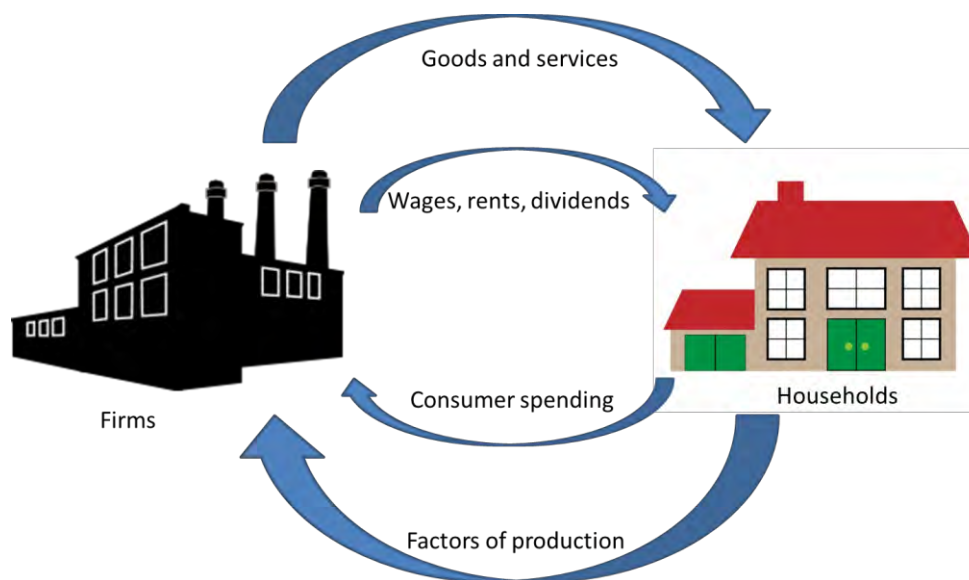 Goods and services
Wages, rents, dividends
Consumer spending
Households
Firms
Factors of production